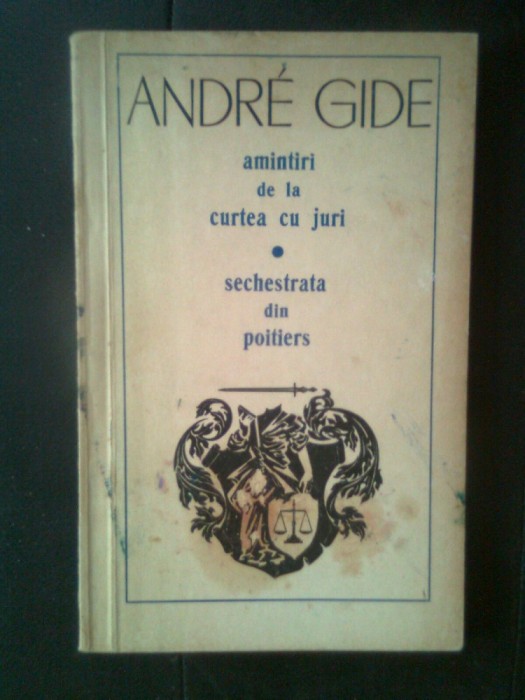 ANDRÉ GIDE
amintiri
de la
curtea cu juri
•
sechestrata
din
poitiers